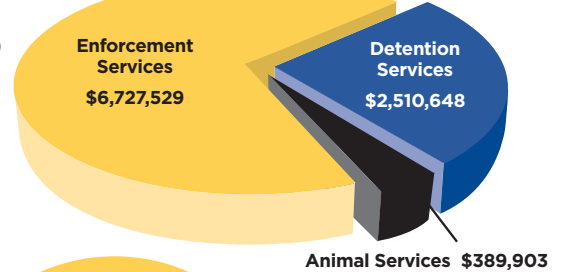 Enforcement
Services
$6,727,529
Detention
Services
$2,510,648
Animal Services $389,903